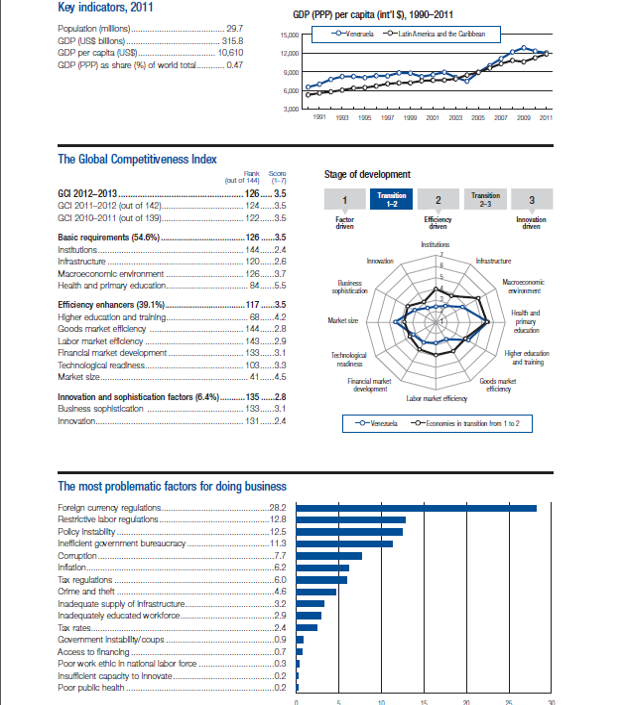 Key indicators, 2011
Population (millions) 29.7
GDP (US$ billions) 315.8
GDP per capita (US$) 10,610
GDP (PPP) as share (%) of world total 0.47
GDP (PPP) per capita (int'l $), 1990–2011
Venezuela Latin America and the Caribbean
15,000
12,000
9,000
6,000
3,000
1991 1993 1995 1997 1999 2001 2003 2005 2007 2009 2011
The Global Competitiveness Index
Rank Score
(out of 144) (1–7)
GCI 2012–2013 126 3.5
GCI 2011–2012 (out of 142) 124 3.5
GCI 2010–2011 (out of 139) 122 3.5
Basic requirements (54.6%) 126 3.5
Institutions 144 2.4
Infrastructure 120 2.6
Macroeconomic environment 126 3.7
Health and primary education 84 5.5
Efficiency enhancers (39.1%) 117 3.5
Higher education and training 68 4.2
Goods market efficiency 144 2.8
Labor market efficiency 143 2.9
Financial market development 133 3.1
Technological readiness 103 3.3
Market size 41 4.5
Innovation and sophistication factors (6.4%) 135 2.8
Business sophistication 133 3.1
Innovation 131 2.4
Stage of development
1
Transition
1–2
2
Transition
2–3
3
Factor
driven
Efficiency
driven
Innovation
driven
Institutions
Infrastructure
Macroeconomic
environment
Health and
primary
education
Higher education
and training
Goods market
efficiency
Labor market efficiency
Financial market
development
Technological
readiness
Market size
Business
sophistication
Innovation
7
6
5
4
3
2
1
Venezuela Economies in transition from 1 to 2
The most problematic factors for doing business
Foreign currency regulations 28.2
Restrictive labor regulations 12.8
Policy instability 12.5
Inefficient government bureaucracy 11.3
Corruption 7.7
Inflation 6.2
Tax regulations 6.0
Crime and theft 4.6
Inadequate supply of infrastructure 3.2
Inadequately educated workforce 2.9
Tax rates 2.4
Government instability/coups 0.9
Access to financing 0.7
Poor work ethic in national labor force 0.3
Insufficient capacity to innovate 0.2
Poor public health 0.2
0 5 10 15 20 25 30